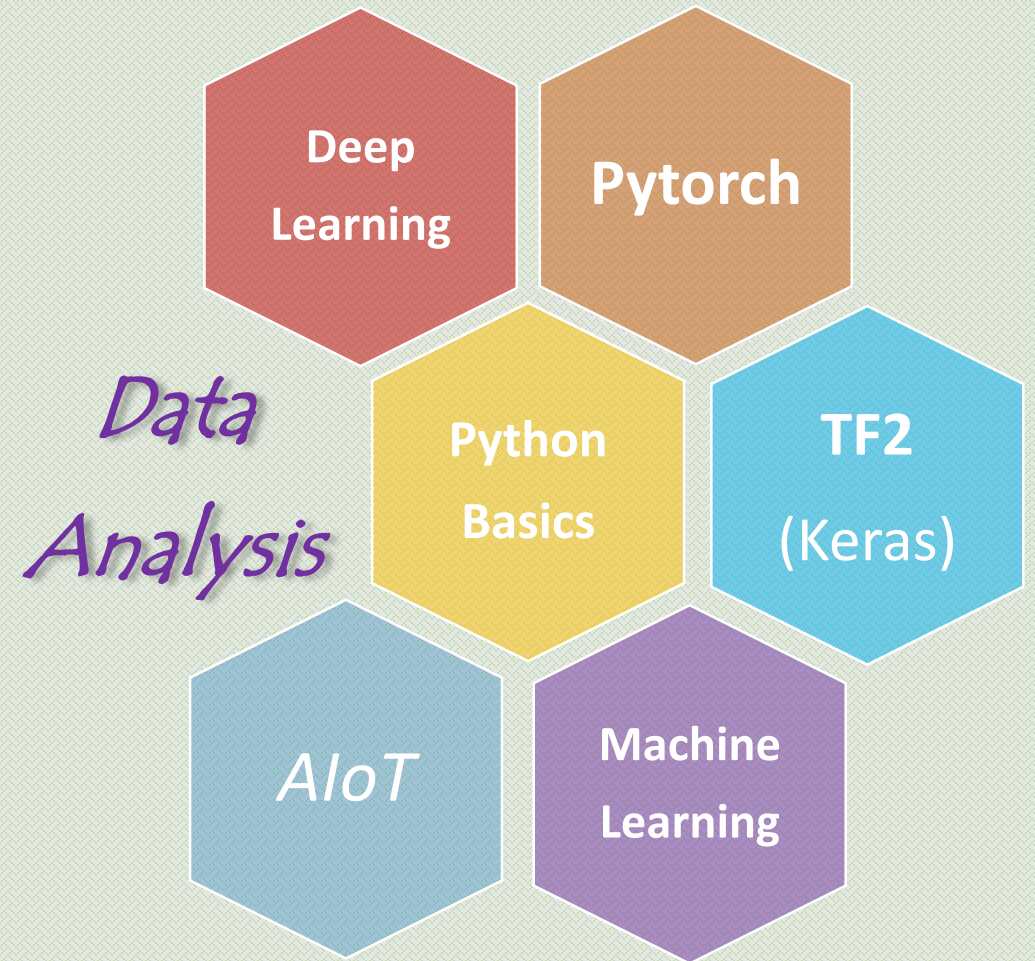 Deep
Learning
Pytorch
Data
Analysis
Python
Basics
TF2
(Keras)
AIoT
Machine
Learning